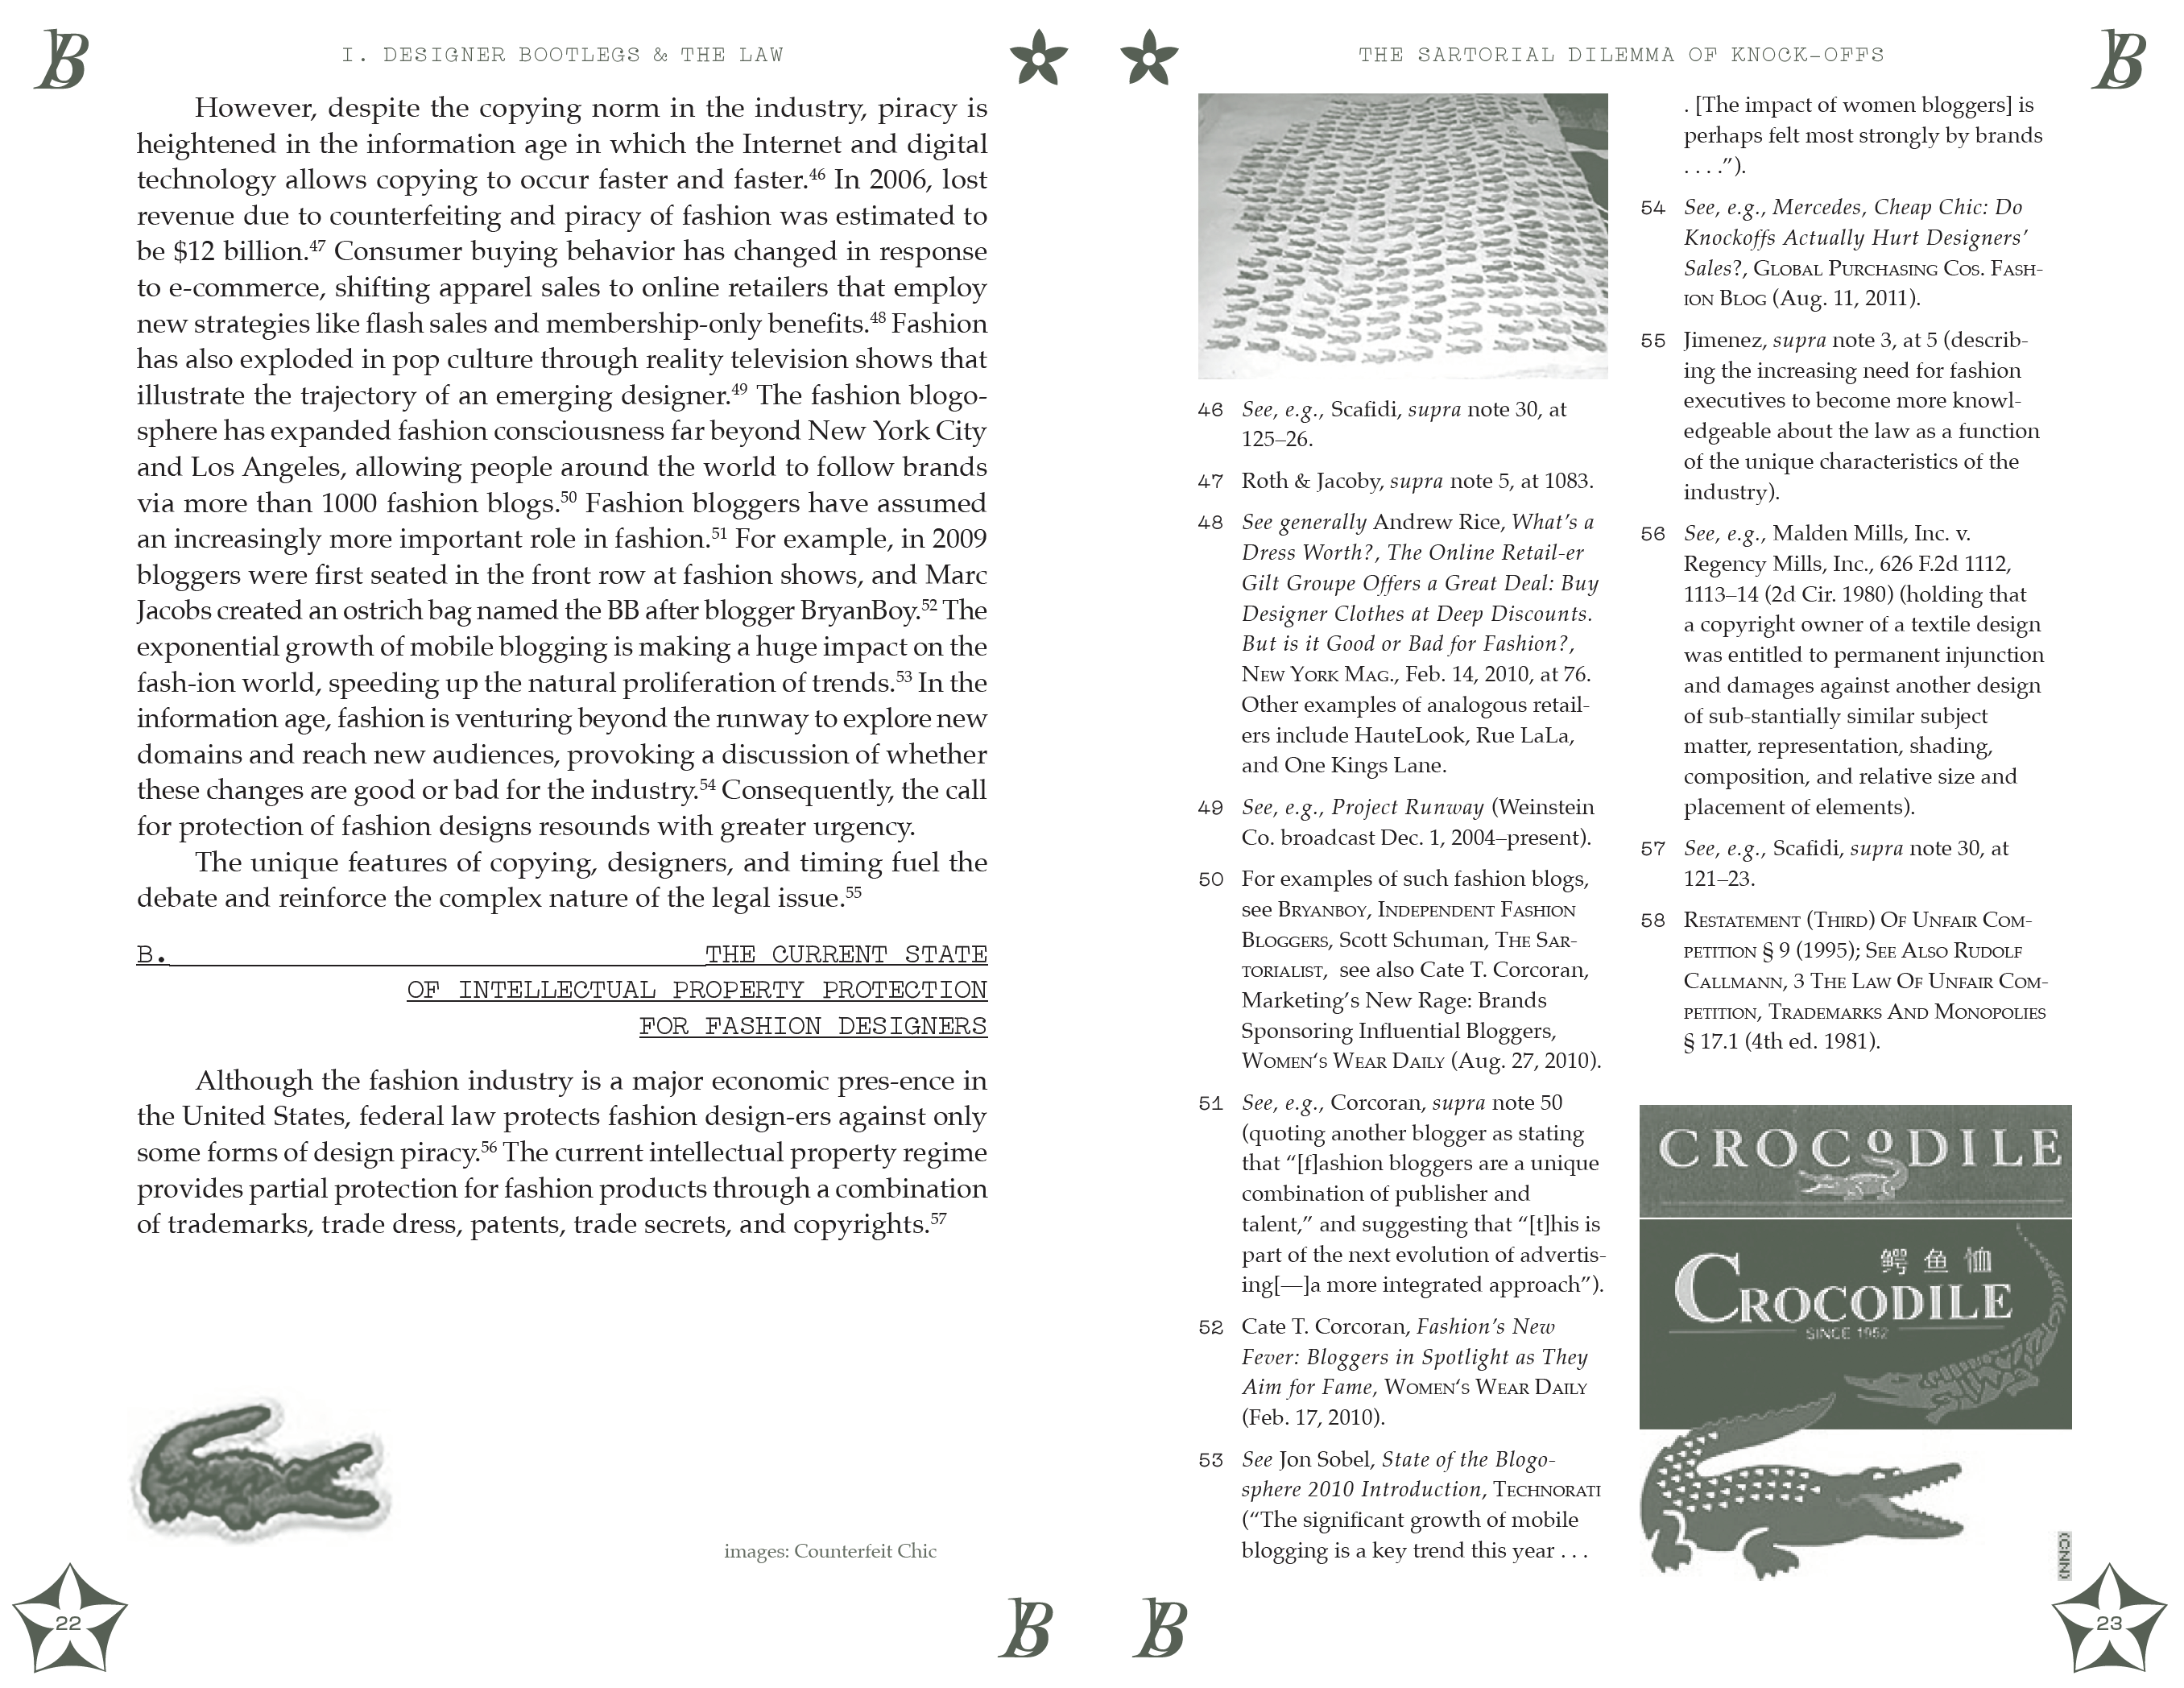 I. DESIGNER BOOTLEGS & THE LAW
However, despite the copying norm in the industry, piracy is
heightened in the information age in which the Internet and digital
technology allows copying to occur faster and faster.46 In 2006, lost
revenue due to counterfeiting and piracy of fashion was estimated to
be $12 billion.47 Consumer buying behavior has changed in response
to e-commerce, shifting apparel sales to online retailers that employ
new strategies like flash sales and membership-only benefits.48 Fashion
has also exploded in pop culture through reality television shows that
illustrate the trajectory of an emerging designer.49 The fashion blogo-
sphere has expanded fashion consciousness far beyond New York City
and Los Angeles, allowing people around the world to follow brands
via more than 1000 fashion blogs.50 Fashion bloggers have assumed
an increasingly more important role in fashion.51 For example, in 2009
bloggers were first seated in the front row at fashion shows, and Marc
Jacobs created an ostrich bag named the BB after blogger BryanBoy.52 The
exponential growth of mobile blogging is making a huge impact on the
fash-ion world, speeding up the natural proliferation of trends.53 In the
information age, fashion is venturing beyond the runway to explore new
domains and reach new audiences, provoking a discussion of whether
these changes are good or bad for the industry.54 Consequently, the call
for protection of fashion designs resounds with greater urgency.
The unique features of copying, designers, and timing fuel the
debate and reinforce the complex nature of the legal issue.55
B. THE CURRENT STATE
OF INTELLECTUAL PROPERTY PROTECTION
FOR FASHION DESIGNERS
Although the fashion industry is a major economic pres-ence in
the United States, federal law protects fashion design-ers against only
some forms of design piracy.56 The current intellectual property regime
provides partial protection for fashion products through a combination
of trademarks, trade dress, patents, trade secrets, and copyrights.57
images: Counterfeit Chic
22
B
B
THE SARTORIAL DILEMMA OF KNOCK-OFFS
46 See, e.g., Scafidi, supra note 30, at
125–26.
47 Roth & Jacoby, supra note 5, at 1083.
48 See generally Andrew Rice, What's a
Dress Worth?, The Online Retail-er
Gilt Groupe Offers a Great Deal: Buy
Designer Clothes at Deep Discounts.
But is it Good or Bad for Fashion?,
NEW YORK MAG., Feb. 14, 2010, at 76.
Other examples of analogous retail-
ers include HauteLook, Rue LaLa,
and One Kings Lane.
49 See, e.g., Project Runway (Weinstein
Co. broadcast Dec. 1, 2004–present).
50 For examples of such fashion blogs,
see BRYANBOY, INDEPENDENT FASHION
BLOGGERS, Scott Schuman, THE SAR-
TORIALIST, see also Cate T. Corcoran,
Marketing's New Rage: Brands
Sponsoring Influential Bloggers,
WOMEN'S WEAR DAILY (Aug. 27, 2010).
51 See, e.g., Corcoran, supra note 50
(quoting another blogger as stating
that "[f]ashion bloggers are a unique
combination of publisher and
talent," and suggesting that "[t]his is
part of the next evolution of advertis-
ing[—]a more integrated approach").
52 Cate T. Corcoran, Fashion's New
Fever: Bloggers in Spotlight as They
Aim for Fame, WOMEN'S WEAR DAILY
(Feb. 17, 2010).
53 See Jon Sobel, State of the Blogo-
sphere 2010 Introduction, TECHNORATI
("The significant growth of mobile
blogging is a key trend this year . . .
. [The impact of women bloggers] is
perhaps felt most strongly by brands
. . . .").
54 See, e.g., Mercedes, Cheap Chic: Do
Knockoffs Actually Hurt Designers'
Sales?, GLOBAL PURCHASING COS. FASH-
ION BLOG (Aug. 11, 2011).
55 Jimenez, supra note 3, at 5 (describ-
ing the increasing need for fashion
executives to become more knowl-
edgeable about the law as a function
of the unique characteristics of the
industry).
56 See, e.g., Malden Mills, Inc. v.
Regency Mills, Inc., 626 F.2d 1112,
1113–14 (2d Cir. 1980) (holding that
a copyright owner of a textile design
was entitled to permanent injunction
and damages against another design
of sub-stantially similar subject
matter, representation, shading,
composition, and relative size and
placement of elements).
57 See, e.g., Scafidi, supra note 30, at
121–23.
58 RESTATEMENT (THIRD) OF UNFAIR COM-
PETITION § 9 (1995); SEE ALSO RUDOLF
CALLMANN, 3 THE LAW OF UNFAIR COM-
PETITION, TRADEMARKS AND MONOPOLIES
§ 17.1 (4th ed. 1981).
CROCODILE
鳄鱼恤
CROCODILE
SINCE 1952
(CNN)
23
B
B